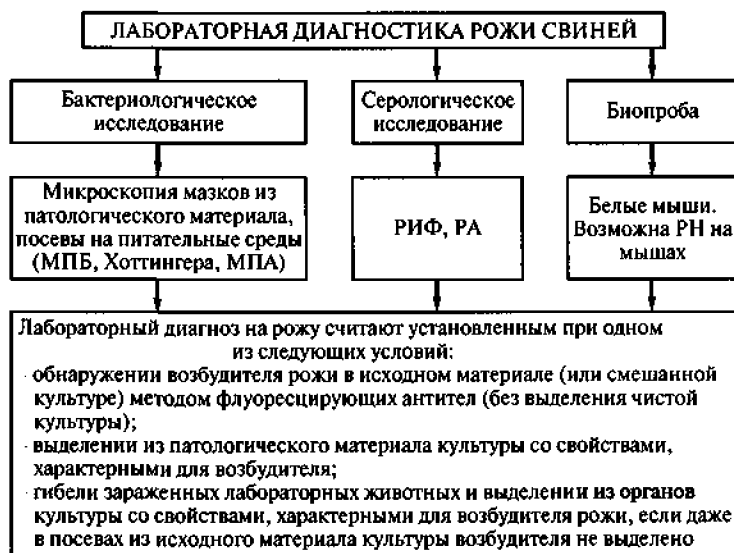 ЛАБОРАТОРНАЯ ДИАГНОСТИКА РОЖИ СВИНЕЙ
Бактериологическое
исследование
Серологическое
исследование
Биопроба
Микроскопия мазков из
патологического материала,
посевы на питательные среды
(МПБ, Хоттингера, МПА)
РИФ, РА
Белые мыши.
Возможна РН на
мышах
Лабораторный диагноз на рожу считают установленным при одном
из следующих условий:
· обнаружении возбудителя рожи в исходном материале (или смешанной
культуре) методом флуоресцирующих антител (без выделения чистой
культуры);
· выделении из патологического материала культуры со свойствами,
характерными для возбудителя;
· гибели зараженных лабораторных животных и выделении из органов
культуры со свойствами, характерными для возбудителя рожи, если даже
в посевах из исходного материала культуры возбудителя не выделено